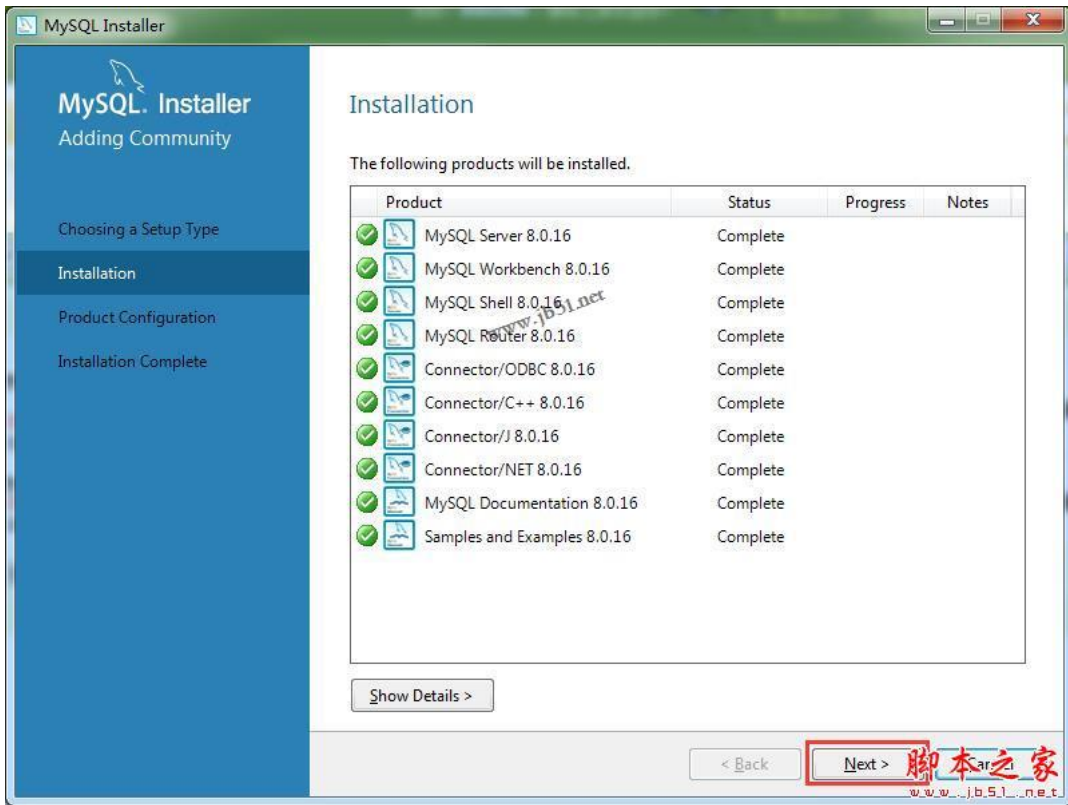 MySQL Installer
MySQL. Installer
Adding Community
Choosing a Setup Type
Installation
Product Configuration
Installation Complete
Installation
The following products will be installed.
Product Status Progress Notes
MySQL Server 8.0.16 Complete
MySQL Workbench 8.0.16 Complete
MySQL Shell 8.0.16 Complete
www.jb51.net
MySQL Router 8.0.16 Complete
Connector/ODBC 8.0.16 Complete
Connector/C++ 8.0.16 Complete
Connector/J 8.0.16 Complete
Connector/NET 8.0.16 Complete
MySQL Documentation 8.0.16 Complete
Samples and Examples 8.0.16 Complete
Show Details >
< Back Next > Cancel
脚本之家
www.jb51.net